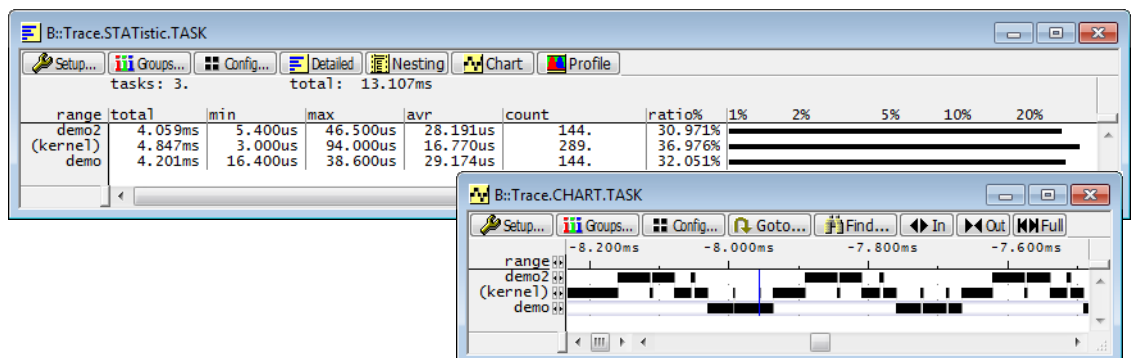 B::Trace.STATistic.TASK
Setup... Groups... Config... Detailed Nesting Chart Profile
tasks: 3. total: 13.107ms
range total min max avr count ratio% 1% 2% 5% 10% 20%
demo2 4.059ms 5.400us 46.500us 28.191us 144. 30.971%
(kernel) 4.847ms 3.000us 94.000us 16.770us 289. 36.976%
demo 4.201ms 16.400us 38.600us 29.174us 144. 32.051%
B::Trace.CHART.TASK
Setup... Groups... Config... Goto... Find... In Out Full
-8.200ms -8.000ms -7.800ms -7.600ms
range
demo2
(kernel)
demo